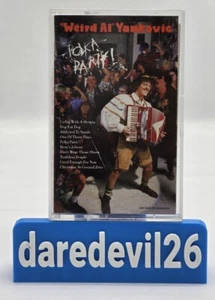 "Weird Al" Yankovic
POLKA
PARTY!
Living With A Hernia
Dog Eat Dog
Addicted To Spuds
One Of Those Days
Polka Party!
Here's Johnny
Don't Wear Those Shoes
Toothless People
Good Enough For Now
Christmas At Ground Zero
daredevil26